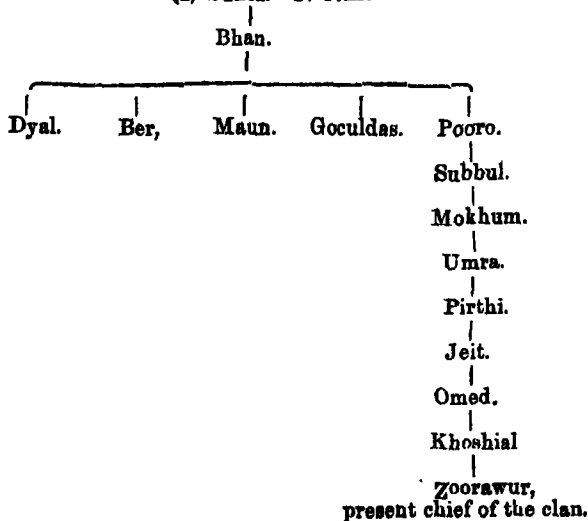 Bhan.
Dyal. Ber, Maun. Goculdas. Pooro.
Subbul.
Mokhum.
Umra.
Pirthi.
Jeit.
Omed.
Khoshial
Zoorawur,
present chief of the clan.